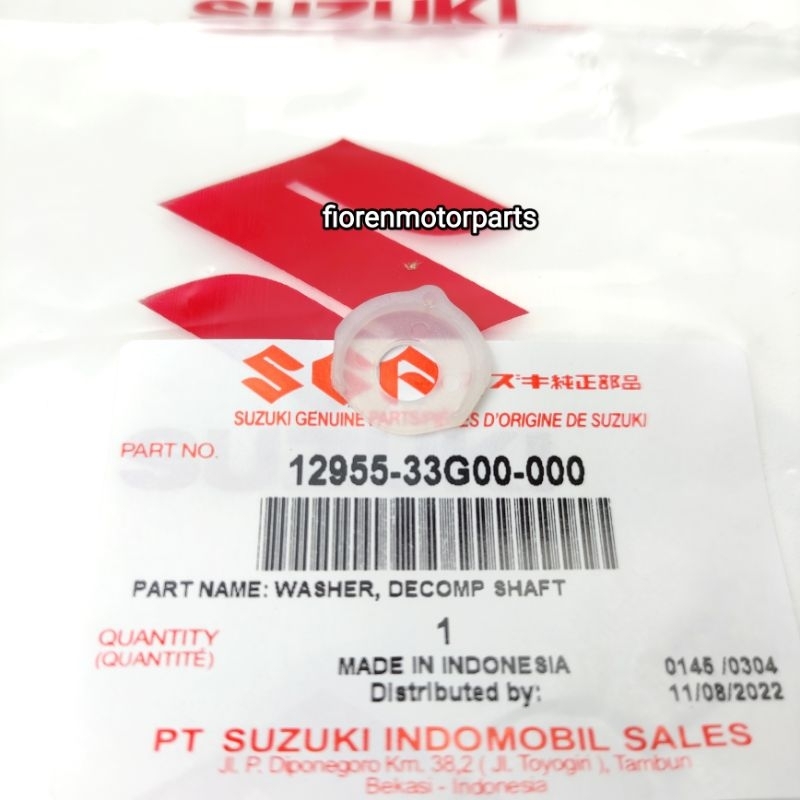 SUZUKI
fiorenmotorparts
SGP スズキ純正部品
SUZUKI GENUINE PARTS/PIÈCES D'ORIGINE DE SUZUKI
PART NO.
12955-33G00-000
PART NAME: WASHER, DECOMP SHAFT
QUANTITY
(QUANTITÉ)
1
MADE IN INDONESIA
0145 /0304
Distributed by:
11/08/2022
PT SUZUKI INDOMOBIL SALES
Jl. P. Diponegoro Km. 38,2 ( Jl. Toyogiri ), Tambun
Bekasi - Indonesia